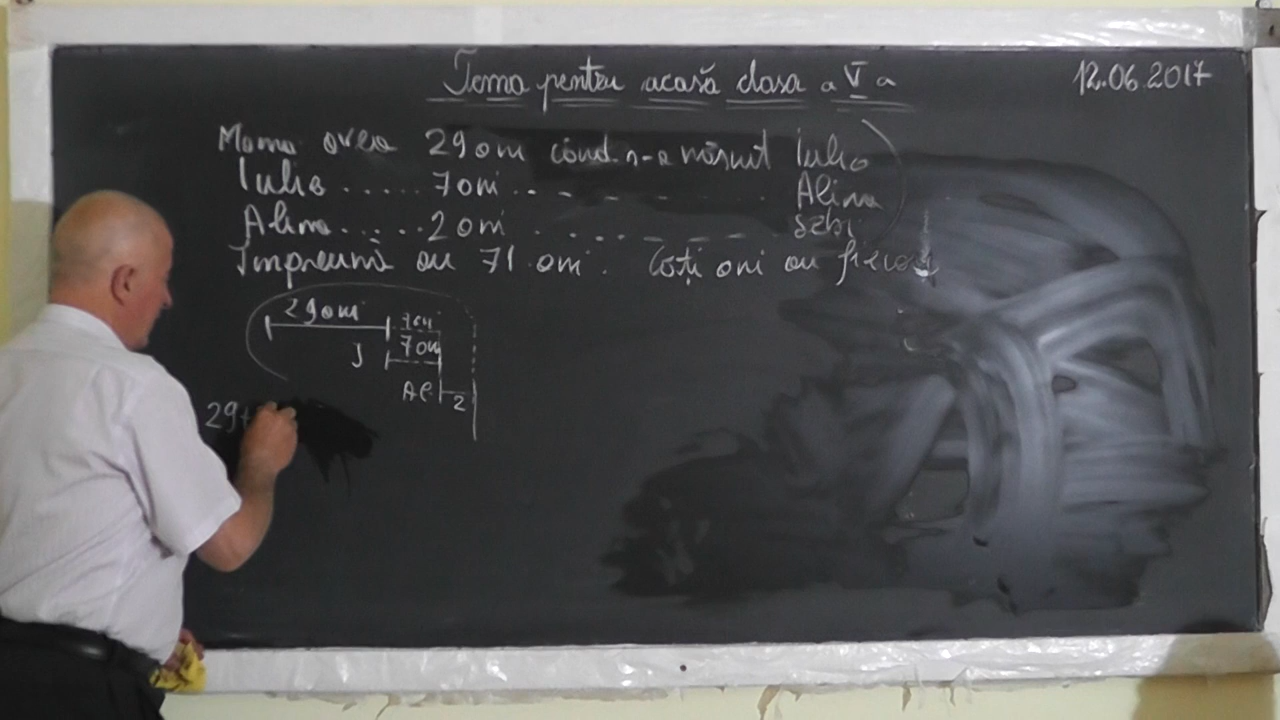 Tema pentru acasă clasa a V a
12.06.2017
Mama avea 29 ani când s-a născut Iulia
Iulia ..... 7 ani ........ Alina
Alina ..... 2 ani ........ Sebi
Împreună au 71 ani. Câți ani au fiecare
29 ani
7 ani
J 7 ani
Al. 2
29+